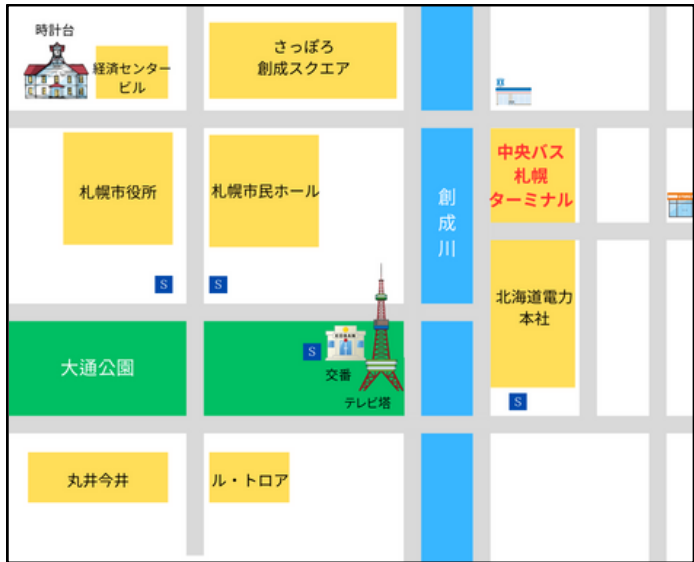 時計台
経済センター
ビル
さっぽろ
創成スクエア
札幌市役所
札幌市民ホール
創成川
中央バス
札幌
ターミナル
S
S
北海道電力
本社
大通公園
S
交番
テレビ塔
S
丸井今井
ル・トロア